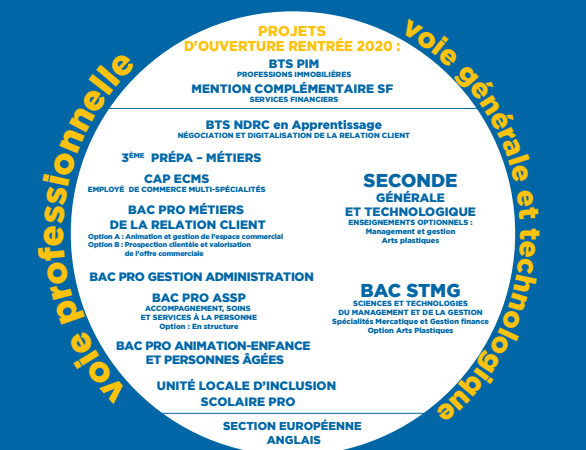 PROJETS
D'OUVERTURE RENTRÉE 2020 :
BTS PIM
PROFESSIONS IMMOBILIÈRES
MENTION COMPLÉMENTAIRE SF
SERVICES FINANCIERS
BTS NDRC en Apprentissage
NÉGOCIATION ET DIGITALISATION DE LA RELATION CLIENT
voie professionnelle
3ÈME PRÉPA – MÉTIERS
CAP ECMS
EMPLOYÉ DE COMMERCE MULTI-SPÉCIALITÉS
BAC PRO MÉTIERS
DE LA RELATION CLIENT
Option A : Animation et gestion de l'espace commercial
Option B : Prospection clientèle et valorisation
de l'offre commerciale
BAC PRO GESTION ADMINISTRATION
BAC PRO ASSP
ACCOMPAGNEMENT, SOINS
ET SERVICES À LA PERSONNE
Option : En structure
BAC PRO ANIMATION-ENFANCE
ET PERSONNES ÂGÉES
UNITÉ LOCALE D'INCLUSION
SCOLAIRE PRO
voie générale et technologique
SECONDE
GÉNÉRALE
ET TECHNOLOGIQUE
ENSEIGNEMENTS OPTIONNELS :
Management et gestion
Arts plastiques
BAC STMG
SCIENCES ET TECHNOLOGIES
DU MANAGEMENT ET DE LA GESTION
Spécialités Mercatique et Gestion finance
Option Arts Plastiques
SECTION EUROPÉENNE
ANGLAIS